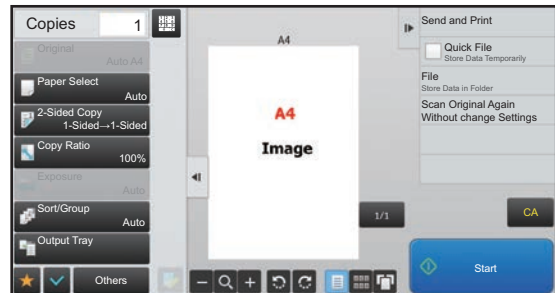 Copies 1
Original
Auto A4
Paper Select
Auto
2-Sided Copy
1-Sided→1-Sided
Copy Ratio
100%
Exposure
Auto
Sort/Group
Auto
Output Tray
Others
A4
A4
Image
1/1
Send and Print
Quick File
Store Data Temporarily
File
Store Data in Folder
Scan Original Again
Without change Settings
CA
Start